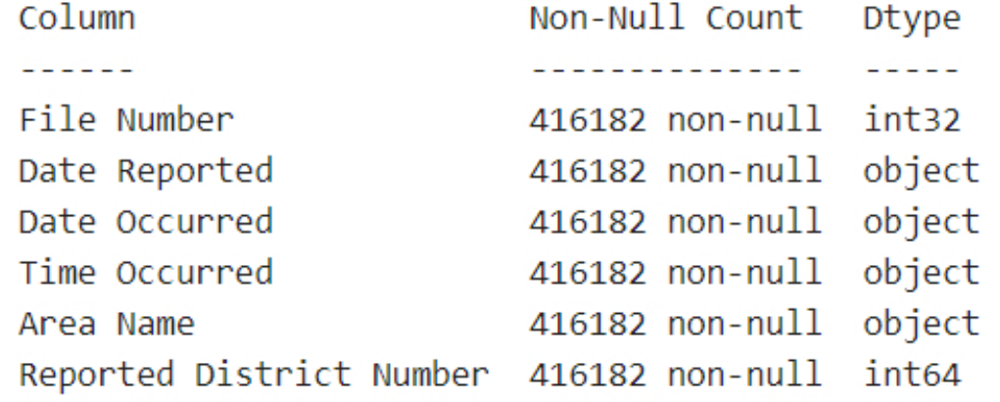 Column Non-Null Count Dtype
------ -------------- -----
File Number 416182 non-null int32
Date Reported 416182 non-null object
Date Occurred 416182 non-null object
Time Occurred 416182 non-null object
Area Name 416182 non-null object
Reported District Number 416182 non-null int64